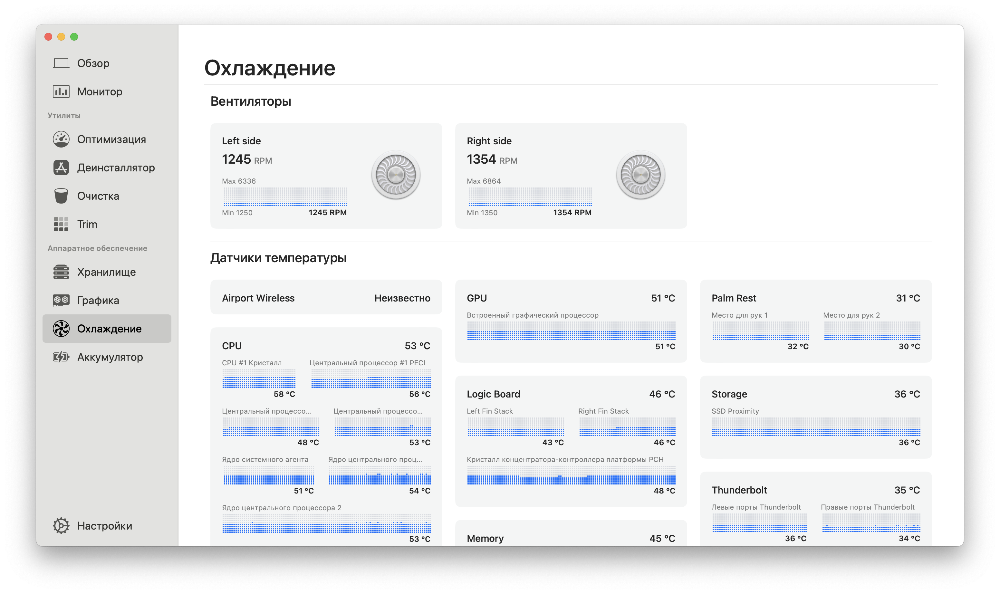 Обзор
Монитор
Утилиты
Оптимизация
Деинсталлятор
Очистка
Trim
Аппаратное обеспечение
Хранилище
Графика
Охлаждение
Аккумулятор
Настройки
Охлаждение
Вентиляторы
Left side
1245 RPM
Max 6336
Min 1250 1245 RPM
Right side
1354 RPM
Max 6864
Min 1350 1354 RPM
Датчики температуры
Airport Wireless Неизвестно
CPU 53 °C
CPU #1 Кристалл Центральный процессор #1 PECI
58 °C 56 °C
Центральный процессо... Центральный процессо...
48 °C 53 °C
Ядро системного агента Ядро центрального проц...
51 °C 54 °C
Ядро центрального процессора 2
53 °C
GPU 51 °C
Встроенный графический процессор
51 °C
Logic Board 46 °C
Left Fin Stack Right Fin Stack
43 °C 46 °C
Кристалл концентратора-контроллера платформы PCH
48 °C
Memory 45 °C
Palm Rest 31 °C
Место для рук 1 Место для рук 2
32 °C 30 °C
Storage 36 °C
SSD Proximity
36 °C
Thunderbolt 35 °C
Левые порты Thunderbolt Правые порты Thunderbolt
36 °C 34 °C